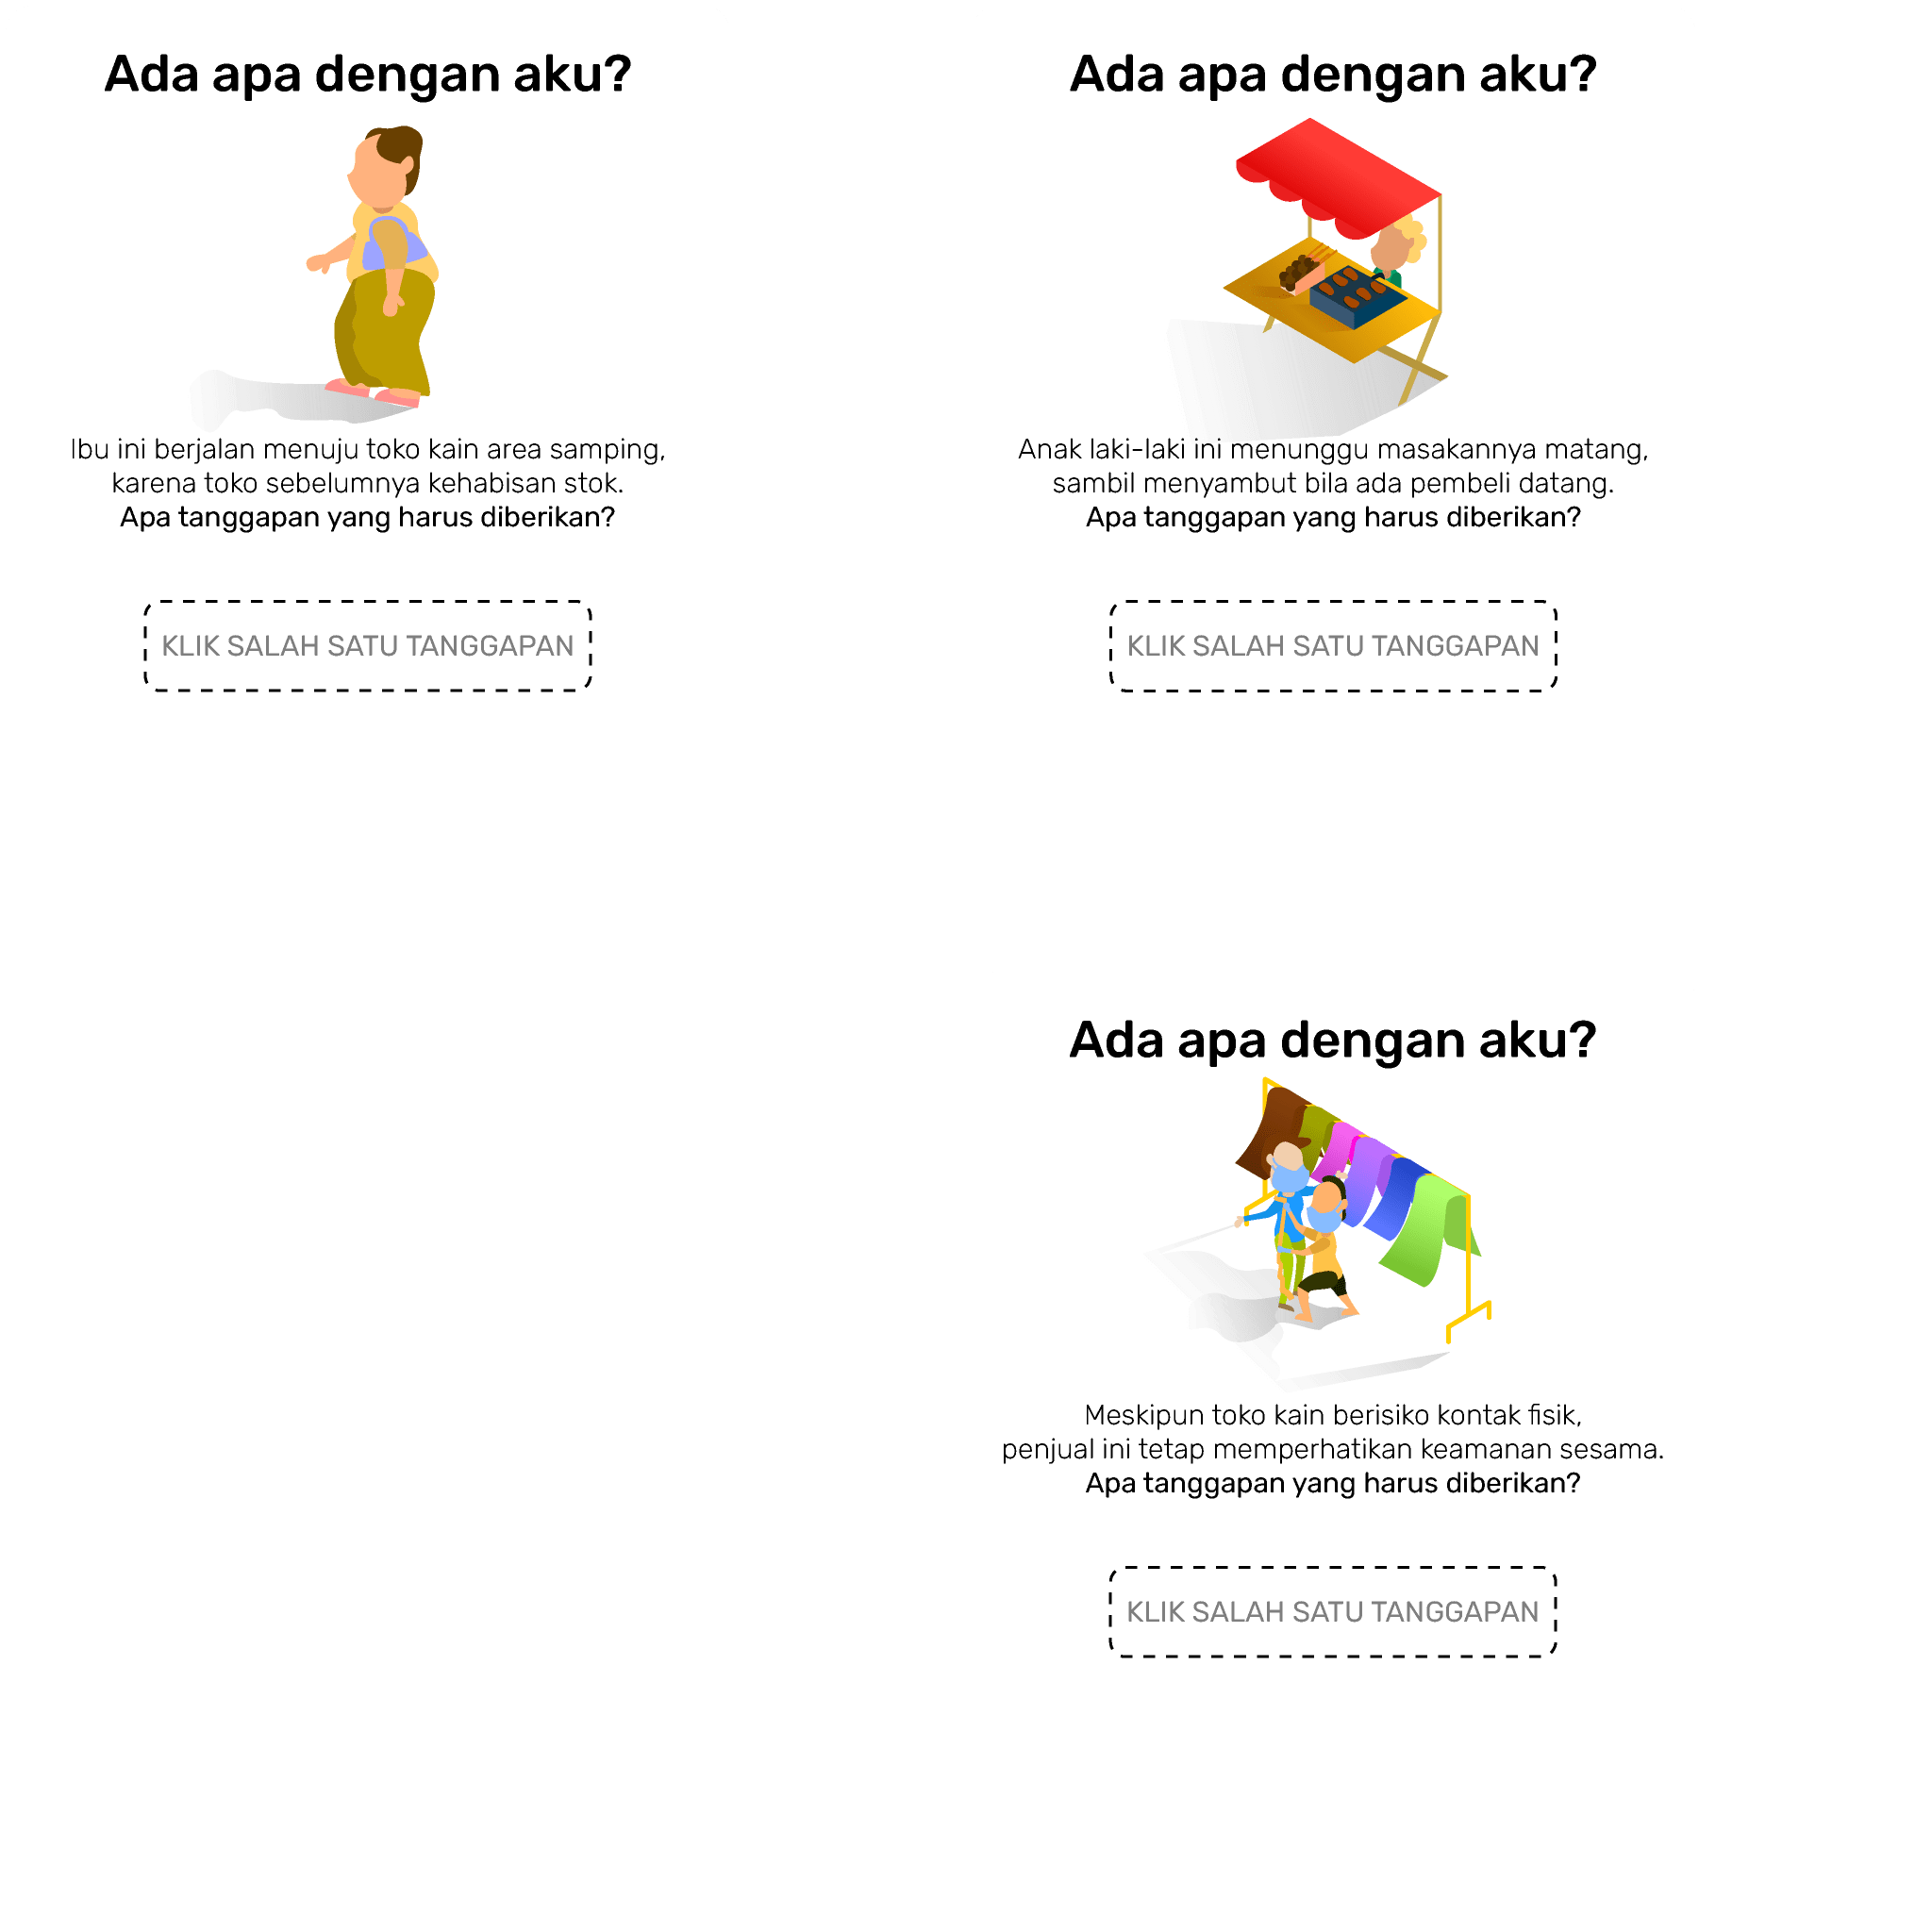 Ada apa dengan aku?
Ibu ini berjalan menuju toko kain area samping,
karena toko sebelumnya kehabisan stok.
Apa tanggapan yang harus diberikan?
KLIK SALAH SATU TANGGAPAN
Ada apa dengan aku?
Anak laki-laki ini menunggu masakannya matang,
sambil menyambut bila ada pembeli datang.
Apa tanggapan yang harus diberikan?
KLIK SALAH SATU TANGGAPAN
Ada apa dengan aku?
Meskipun toko kain berisiko kontak fisik,
penjual ini tetap memperhatikan keamanan sesama.
Apa tanggapan yang harus diberikan?
KLIK SALAH SATU TANGGAPAN